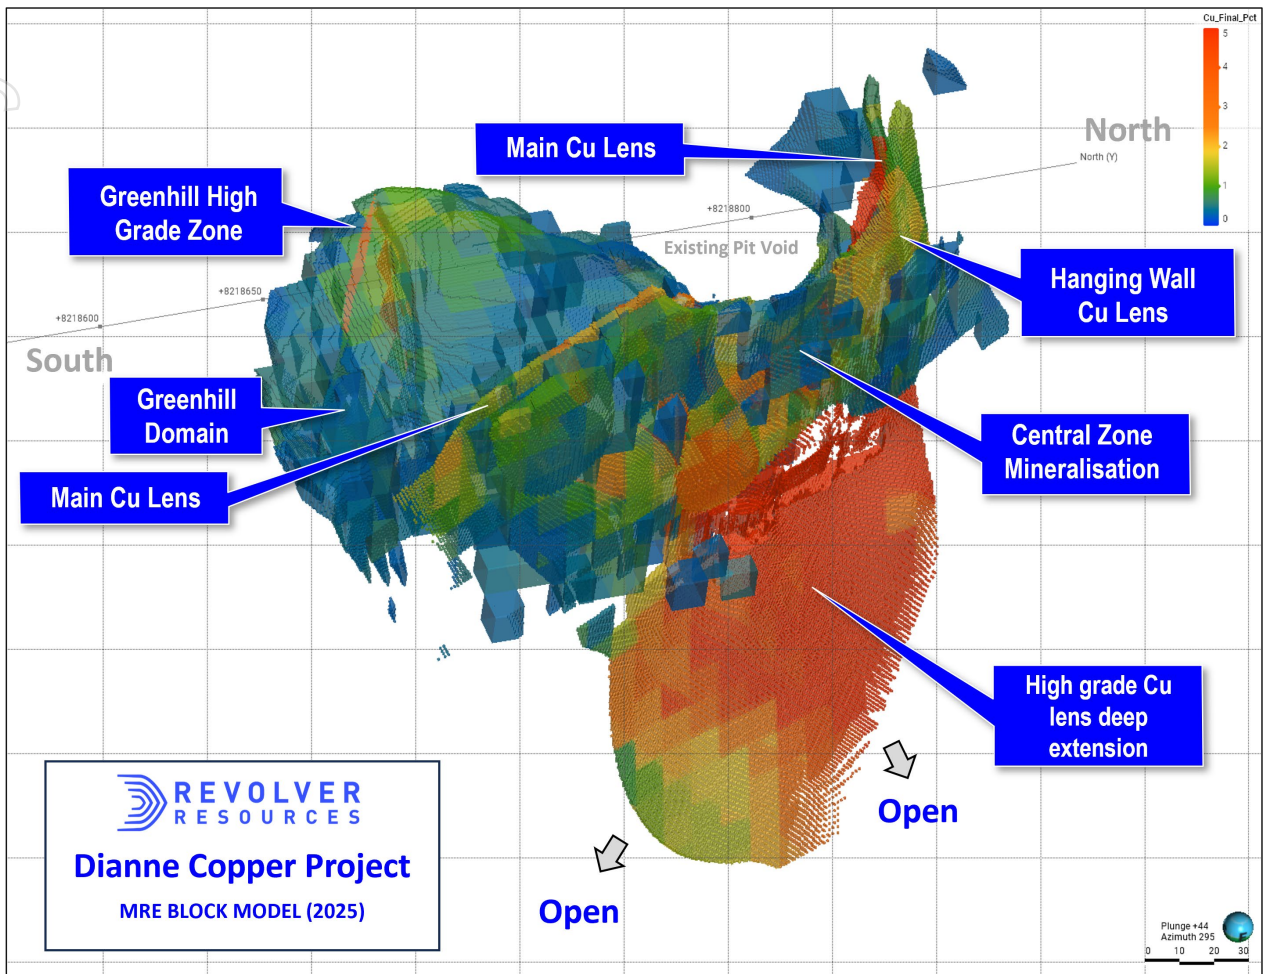 Cu_Final_Pct
5
4
3
2
1
0
North
North (Y)
Main Cu Lens
Greenhill High
Grade Zone
+8218800
Existing Pit Void
Hanging Wall
Cu Lens
+8218650
+8218600
South
Greenhill
Domain
Central Zone
Mineralisation
Main Cu Lens
High grade Cu
lens deep
extension
Open
Open
REVOLVER
RESOURCES
Dianne Copper Project
MRE BLOCK MODEL (2025)
Plunge +44
Azimuth 295
0 10 20 30